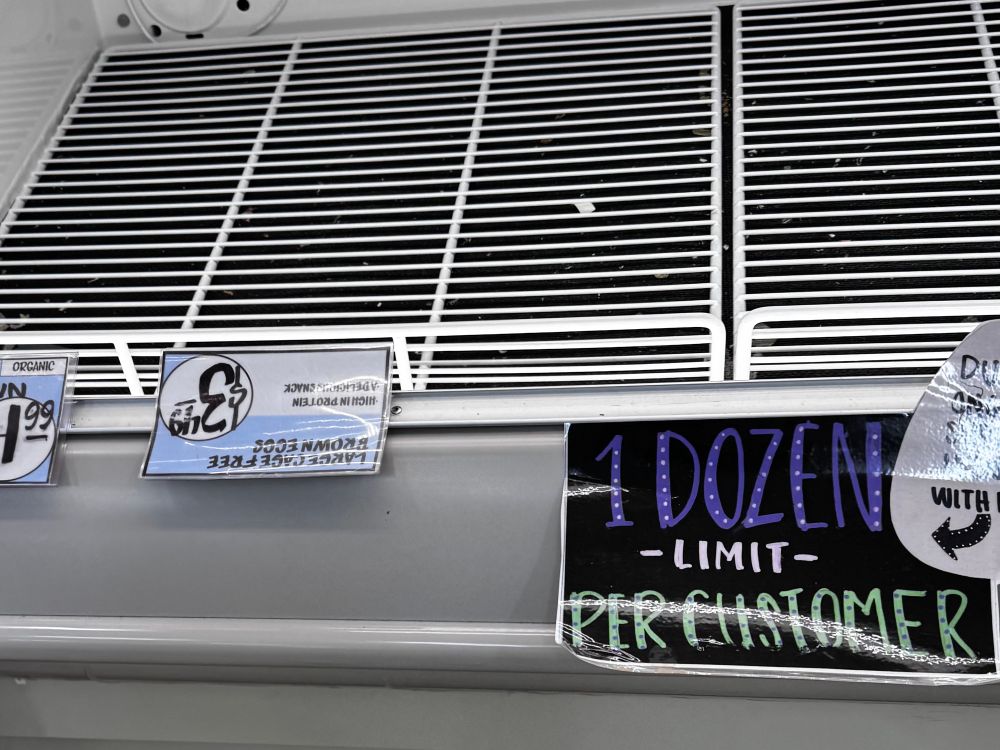 ORGANIC
99
LARGE CAGE FREE
BROWN EGGS
•HIGH IN PROTEIN
•A DELICIOUS SNACK
$3.49
1 DOZEN
-LIMIT-
PER CUSTOMER
WITH